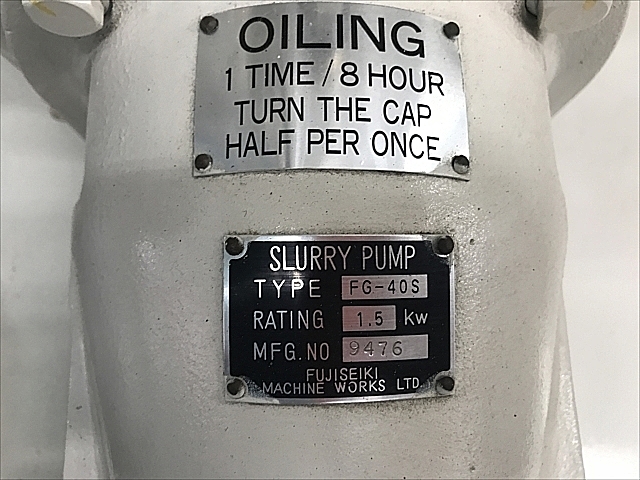 OILING
1 TIME / 8 HOUR
TURN THE CAP
HALF PER ONCE
SLURRY PUMP
TYPE FG-40S
RATING 1.5 kw
MFG.NO 9476
FUJISEIKI
MACHINE WORKS LTD.